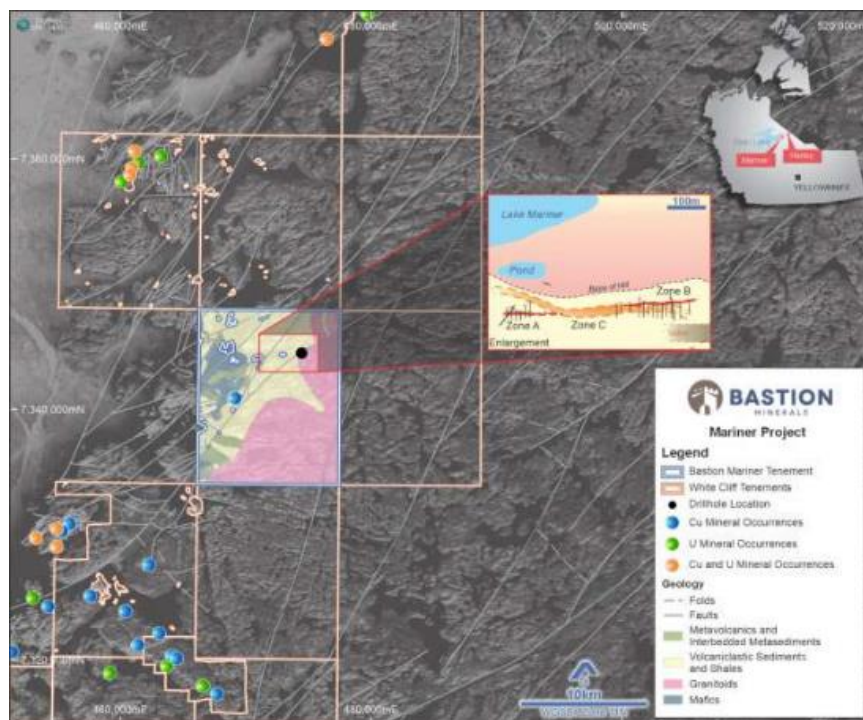 460,000mE
480,000mE
500,000mE
520,000mE
7,360,000mN
Mariner
YELLOWKNIFE
Lake Mariner
100m
Pond
Base of Hill
Zone B
Zone A
Zone C
Enlargement
7,340,000mN
BASTION
MINERALS
Mariner Project
Legend
Bastion Mariner Tenement
White Cliff Tenements
Drillhole Location
Cu Mineral Occurrences
U Mineral Occurrences
Cu and U Mineral Occurrences
Geology
Folds
Faults
Metavolcanics and
Interbedded Metasediments
Volcaniclastic Sediments
and Shales
Granitoids
Mafics
7,320,000mN
10km
460,000mE
480,000mE